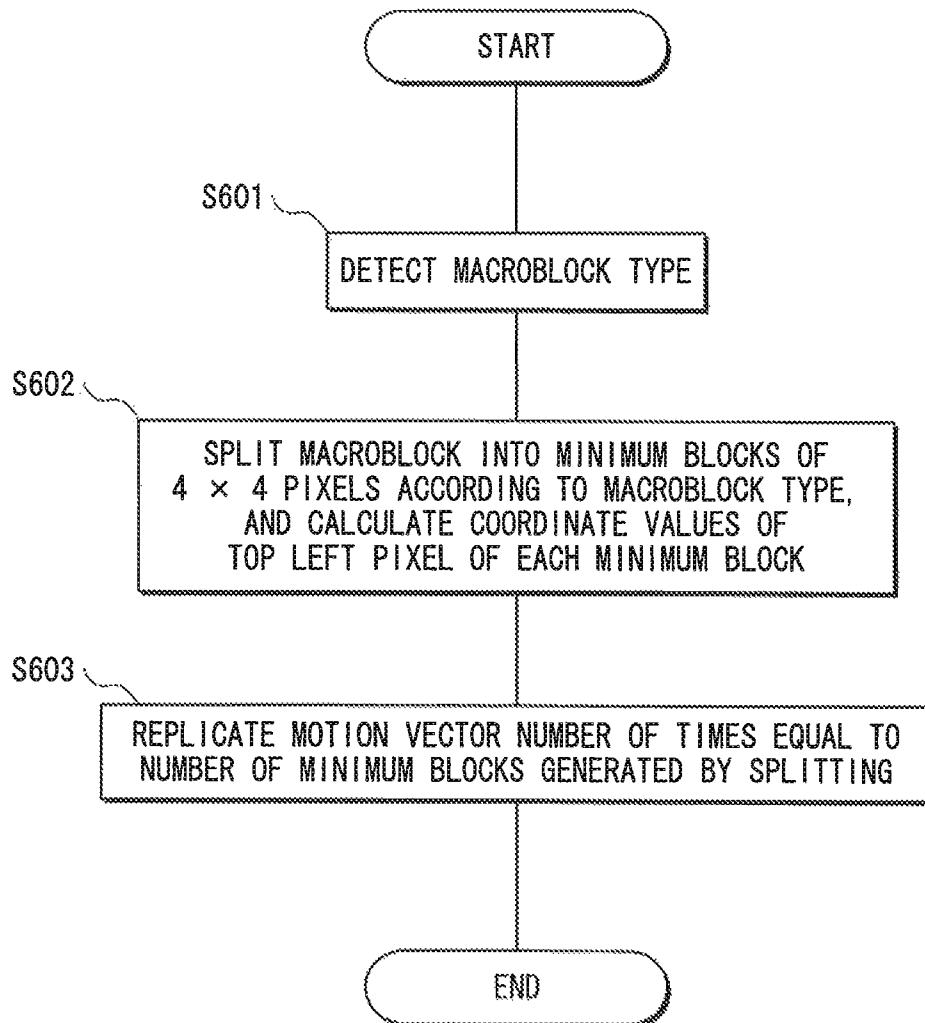 START
S601
DETECT MACROBLOCK TYPE
S602
SPLIT MACROBLOCK INTO MINIMUM BLOCKS OF
4 × 4 PIXELS ACCORDING TO MACROBLOCK TYPE,
AND CALCULATE COORDINATE VALUES OF
TOP LEFT PIXEL OF EACH MINIMUM BLOCK
S603
REPLICATE MOTION VECTOR NUMBER OF TIMES EQUAL TO
NUMBER OF MINIMUM BLOCKS GENERATED BY SPLITTING
END